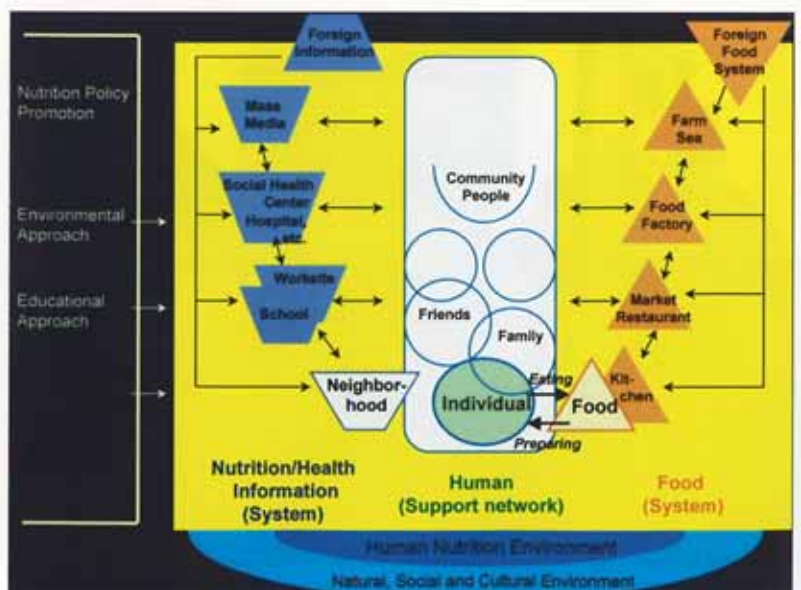 Nutrition Policy
Promotion
Environmental
Approach
Educational
Approach
Foreign
Information
Mass
Media
Social Health
Center
Hospital,
etc.
Worksite
School
Neighbor-
hood
Community
People
Friends
Family
Individual
Eating
Preparing
Foreign
Food
System
Farm
Sea
Food
Factory
Market
Restaurant
Kit-
chen
Food
Nutrition/Health
Information
(System)
Human
(Support network)
Food
(System)
Human Nutrition Environment
Natural, Social and Cultural Environment